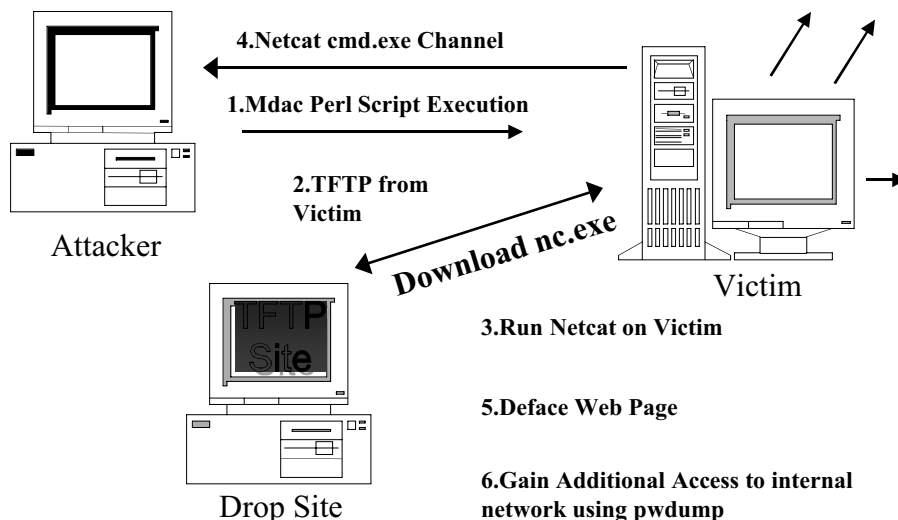 4.Netcat cmd.exe Channel
1.Mdac Perl Script Execution
2.TFTP from
Victim
Attacker
Download nc.exe
Victim
TFTP
Site
3.Run Netcat on Victim
5.Deface Web Page
Drop Site
6.Gain Additional Access to internal
network using pwdump